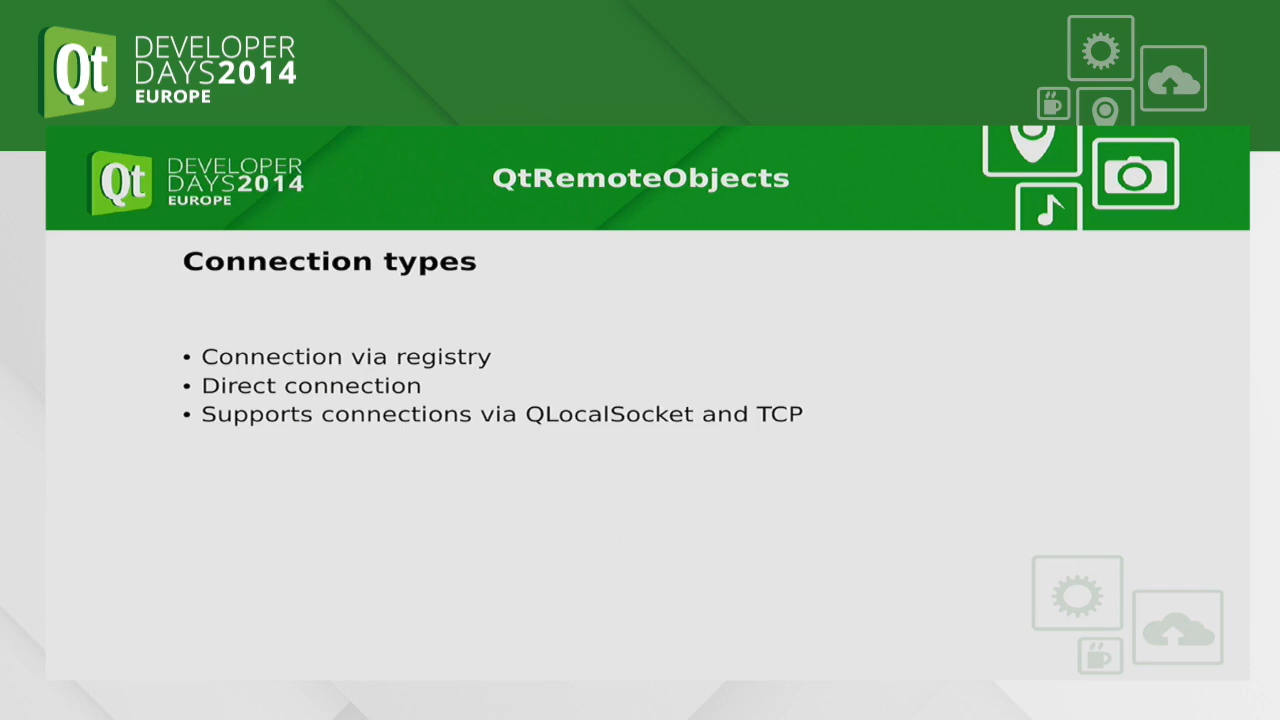 Qt
DEVELOPER
DAYS2014
EUROPE
Qt
DEVELOPER
DAYS2014
EUROPE
QtRemoteObjects
Connection types
• Connection via registry
• Direct connection
• Supports connections via QLocalSocket and TCP